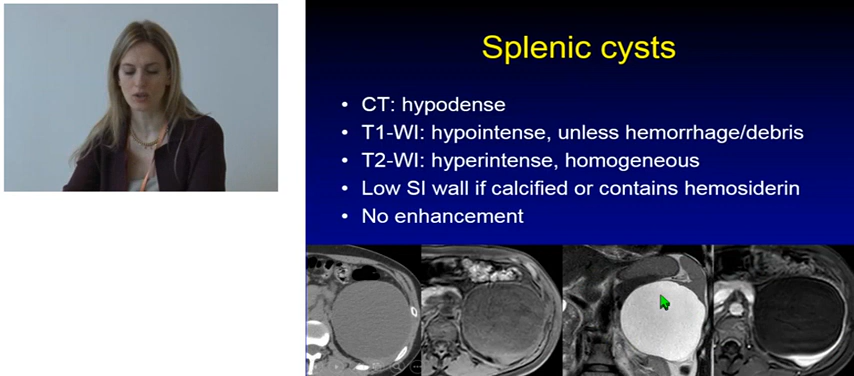 Splenic cysts
• CT: hypodense
• T1-WI: hypointense, unless hemorrhage/debris
• T2-WI: hyperintense, homogeneous
• Low SI wall if calcified or contains hemosiderin
• No enhancement